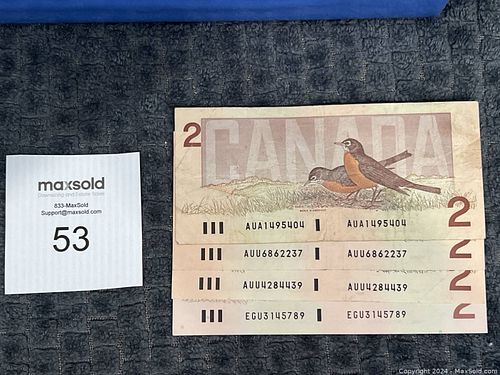 maxsold
833-MaxSold
Support@maxsold.com
53
2 CANADA
2
AUA1495404 AUA1495404
AUU6862237 AUU6862237
2
AUU4284439 AUU4284439
2
EGU3145789 EGU3145789
2
Copyright 2024 - MaxSold.com